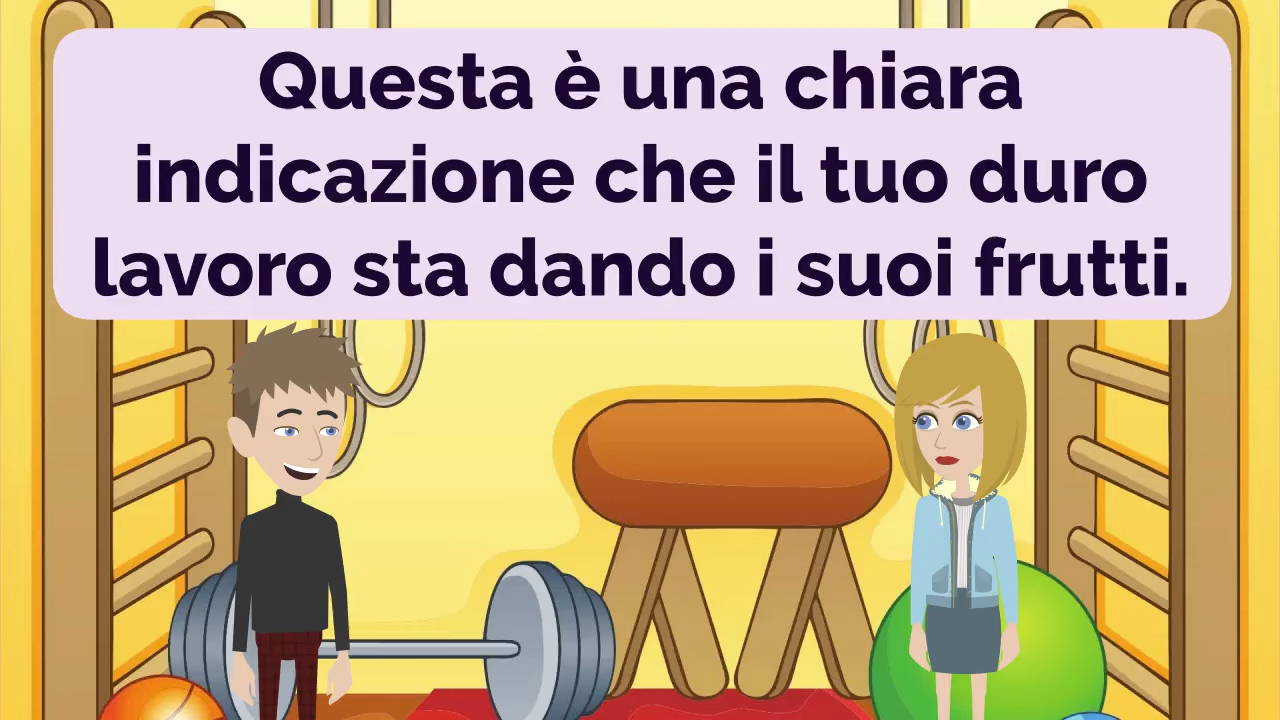 Questa è una chiara
indicazione che il tuo duro
lavoro sta dando i suoi frutti.